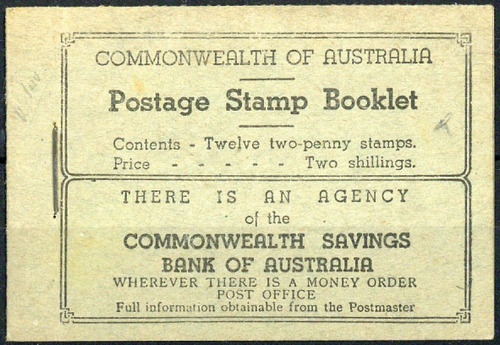 COMMONWEALTH OF AUSTRALIA
Postage Stamp Booklet
Contents - Twelve two-penny stamps.
Price - - - - - Two shillings.
THERE IS AN AGENCY
of the
COMMONWEALTH SAVINGS
BANK OF AUSTRALIA
WHEREVER THERE IS A MONEY ORDER
POST OFFICE
Full information obtainable from the Postmaster